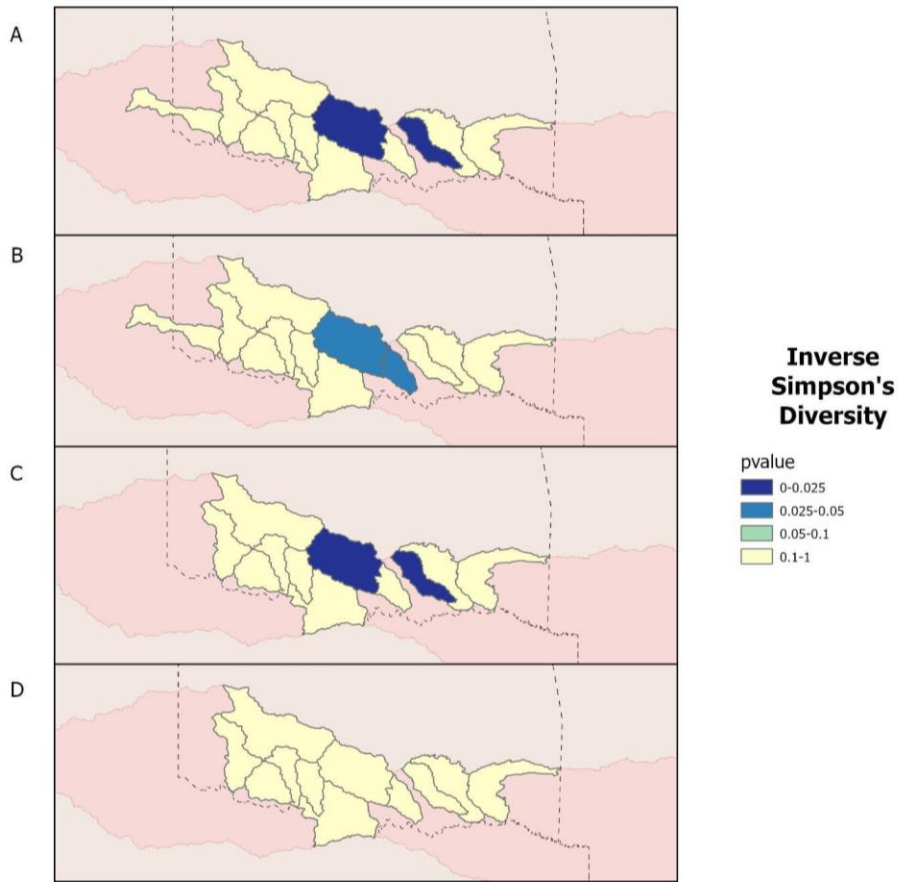 A
B
C
D
Inverse
Simpson's
Diversity
pvalue
0-0.025
0.025-0.05
0.05-0.1
0.1-1